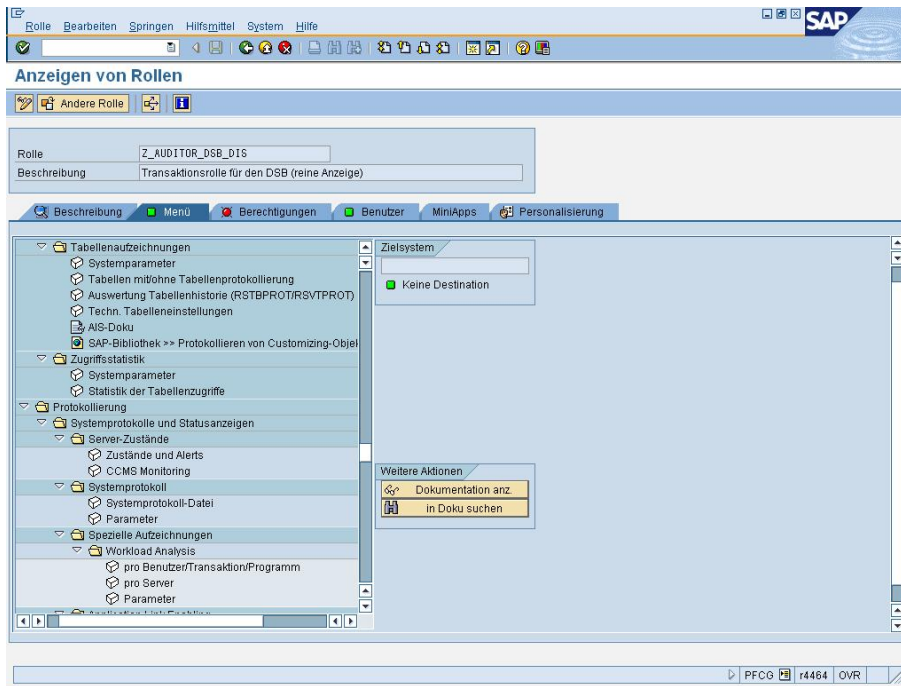 Rolle Bearbeiten Springen Hilfsmittel System Hilfe
SAP
Anzeigen von Rollen
Andere Rolle
Rolle Z_AUDITOR_DSB_DIS
Beschreibung Transaktionsrolle für den DSB (reine Anzeige)
Beschreibung Menü Berechtigungen Benutzer MiniApps Personalisierung
Tabellenaufzeichnungen
Systemparameter
Tabellen mit/ohne Tabellenprotokollierung
Auswertung Tabellenhistorie (RSTBPROT/RSVTPROT)
Techn. Tabelleneinstellungen
AIS-Doku
SAP-Bibliothek >> Protokollieren von Customizing-Objek
Zugriffsstatistik
Systemparameter
Statistik der Tabellenzugriffe
Protokollierung
Systemprotokolle und Statusanzeigen
Server-Zustände
Zustände und Alerts
CCMS Monitoring
Systemprotokoll
Systemprotokoll-Datei
Parameter
Spezielle Aufzeichnungen
Workload Analysis
pro Benutzer/Transaktion/Programm
pro Server
Parameter
Zielsystem
Keine Destination
Weitere Aktionen
Dokumentation anz.
in Doku suchen
PFCG r4464 OVR